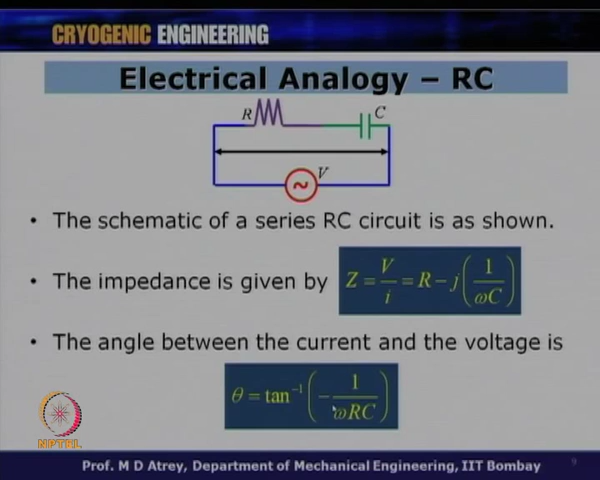 CRYOGENIC ENGINEERING
Electrical Analogy – RC
R
C
V
~
• The schematic of a series RC circuit is as shown.
• The impedance is given by Z = V/i = R − j(1/ωC)
• The angle between the current and the voltage is
θ = tan⁻¹(−1/ωRC)
NPTEL
Prof. M D Atrey, Department of Mechanical Engineering, IIT Bombay
9